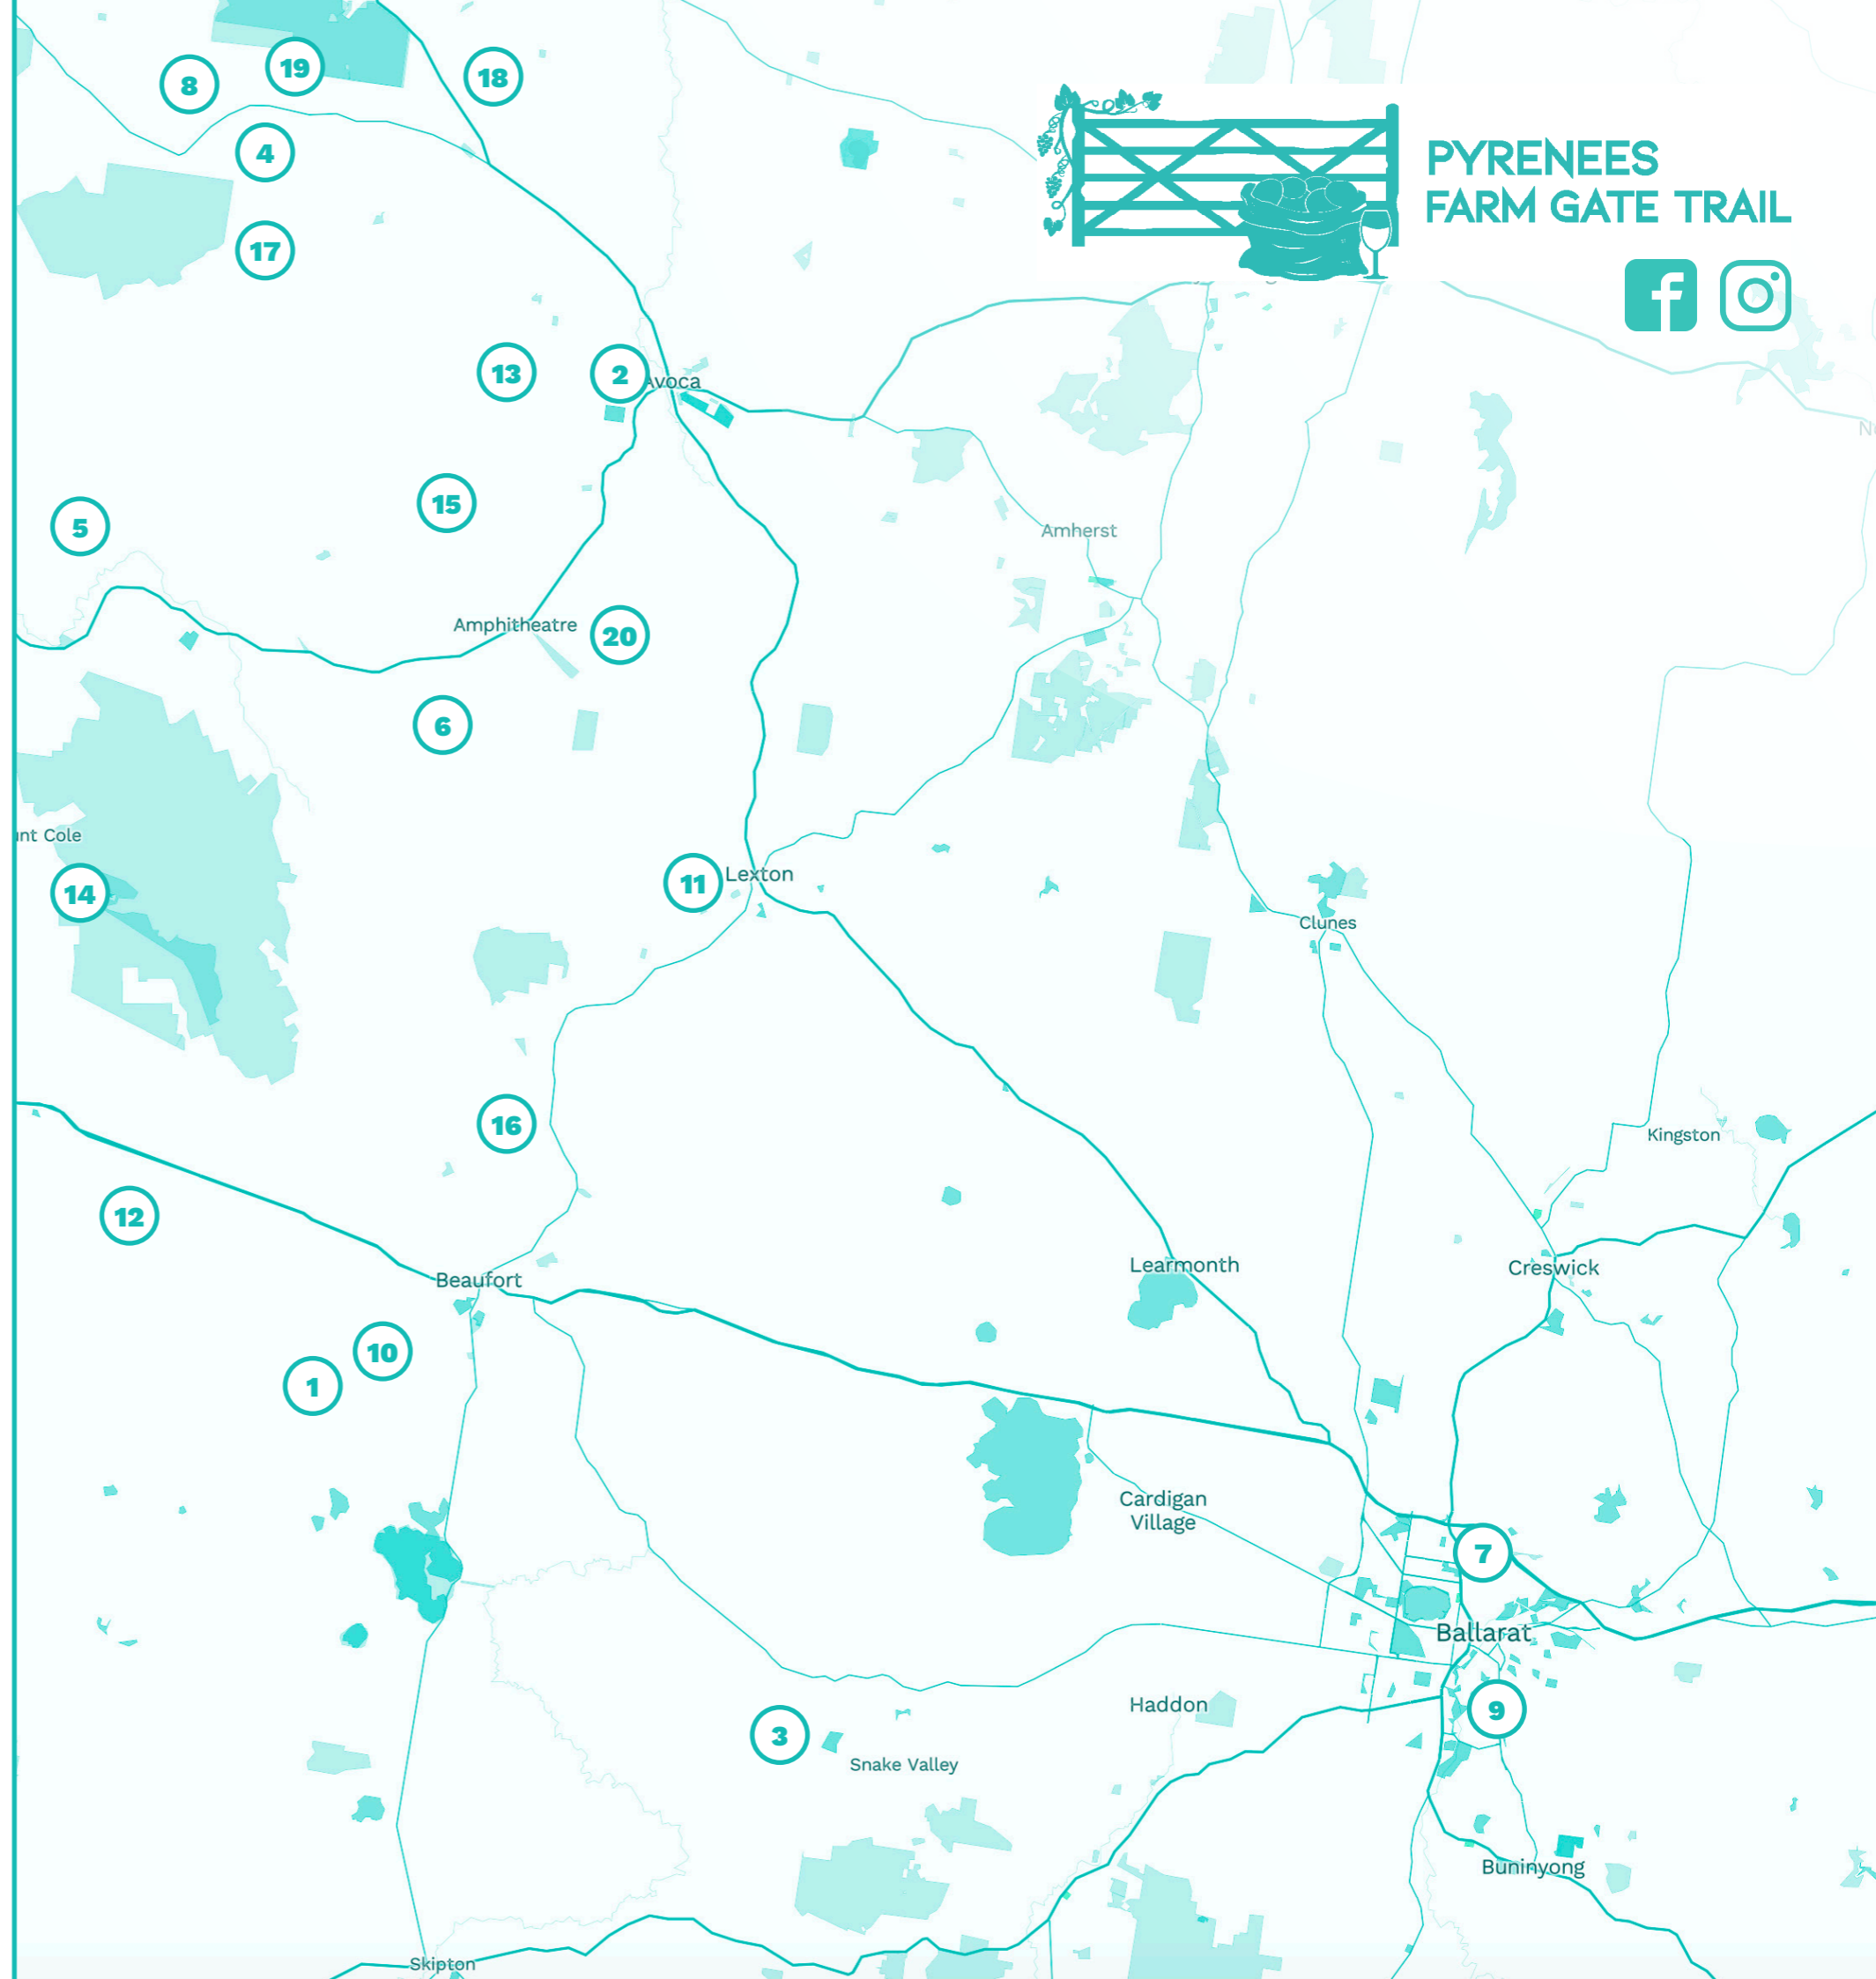 19
18
8
4
PYRENEES
FARM GATE TRAIL
17
13
2
Avoca
15
5
Amherst
Amphitheatre
20
6
nt Cole
14
11
Lexton
Clunes
16
Kingston
12
Learmonth
Creswick
Beaufort
10
1
Cardigan
Village
7
Ballarat
Haddon
9
3
Snake Valley
Buninyong
Skipton